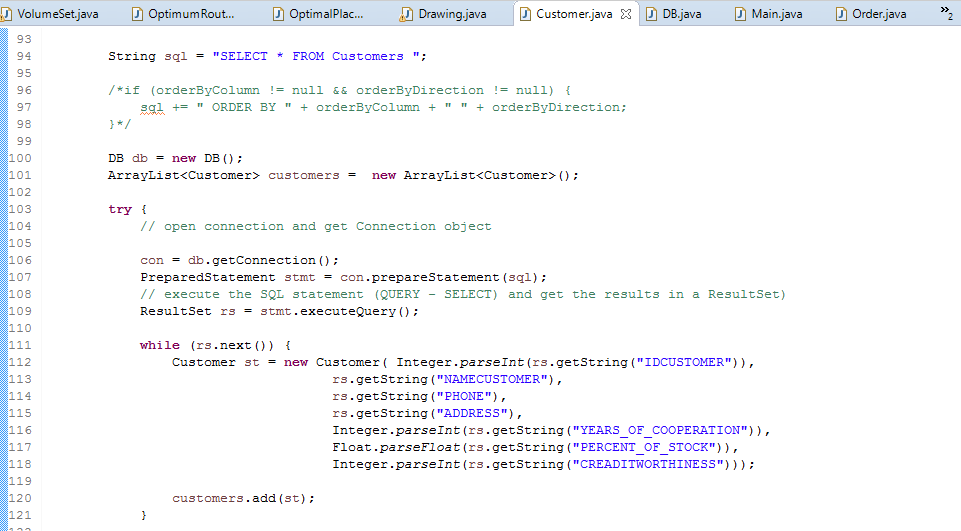 VolumeSet.java OptimumRout... OptimalPlac... Drawing.java Customer.java DB.java Main.java Order.java »2
93
94 String sql = "SELECT * FROM Customers ";
95
96 /*if (orderByColumn != null && orderByDirection != null) {
97 sql += " ORDER BY " + orderByColumn + " " + orderByDirection;
98 }*/
99
100 DB db = new DB();
101 ArrayList<Customer> customers = new ArrayList<Customer>();
102
103 try {
104 // open connection and get Connection object
105
106 con = db.getConnection();
107 PreparedStatement stmt = con.prepareStatement(sql);
108 // execute the SQL statement (QUERY - SELECT) and get the results in a ResultSet)
109 ResultSet rs = stmt.executeQuery();
110
111 while (rs.next()) {
112 Customer st = new Customer( Integer.parseInt(rs.getString("IDCUSTOMER")),
113 rs.getString("NAMECUSTOMER"),
114 rs.getString("PHONE"),
115 rs.getString("ADDRESS"),
116 Integer.parseInt(rs.getString("YEARS_OF_COOPERATION")),
117 Float.parseFloat(rs.getString("PERCENT_OF_STOCK")),
118 Integer.parseInt(rs.getString("CREADITWORTHINESS")));
119
120 customers.add(st);
121 }